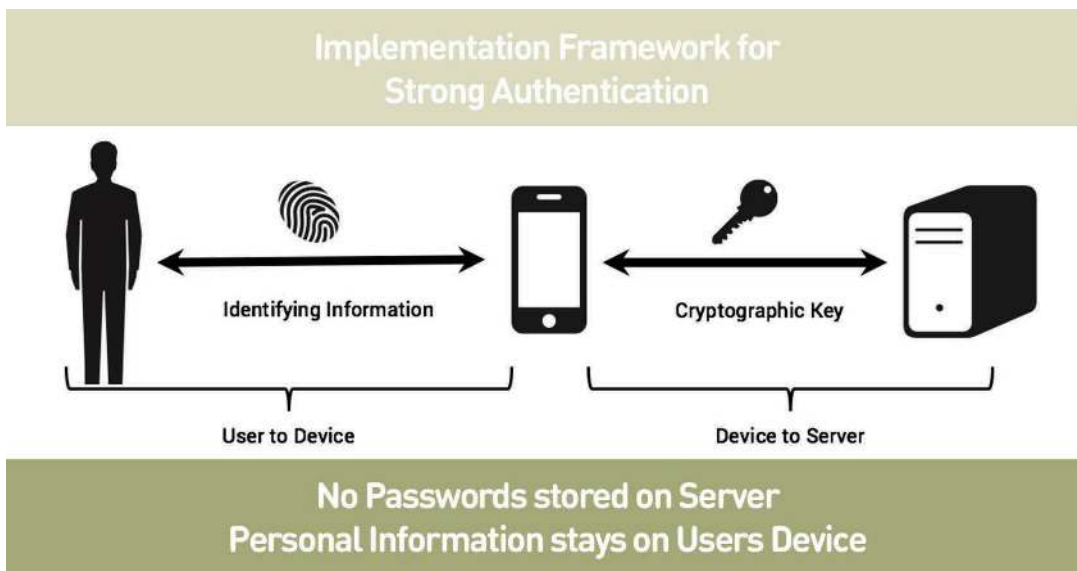 Implementation Framework for
Strong Authentication
Identifying Information
Cryptographic Key
User to Device
Device to Server
No Passwords stored on Server
Personal Information stays on Users Device